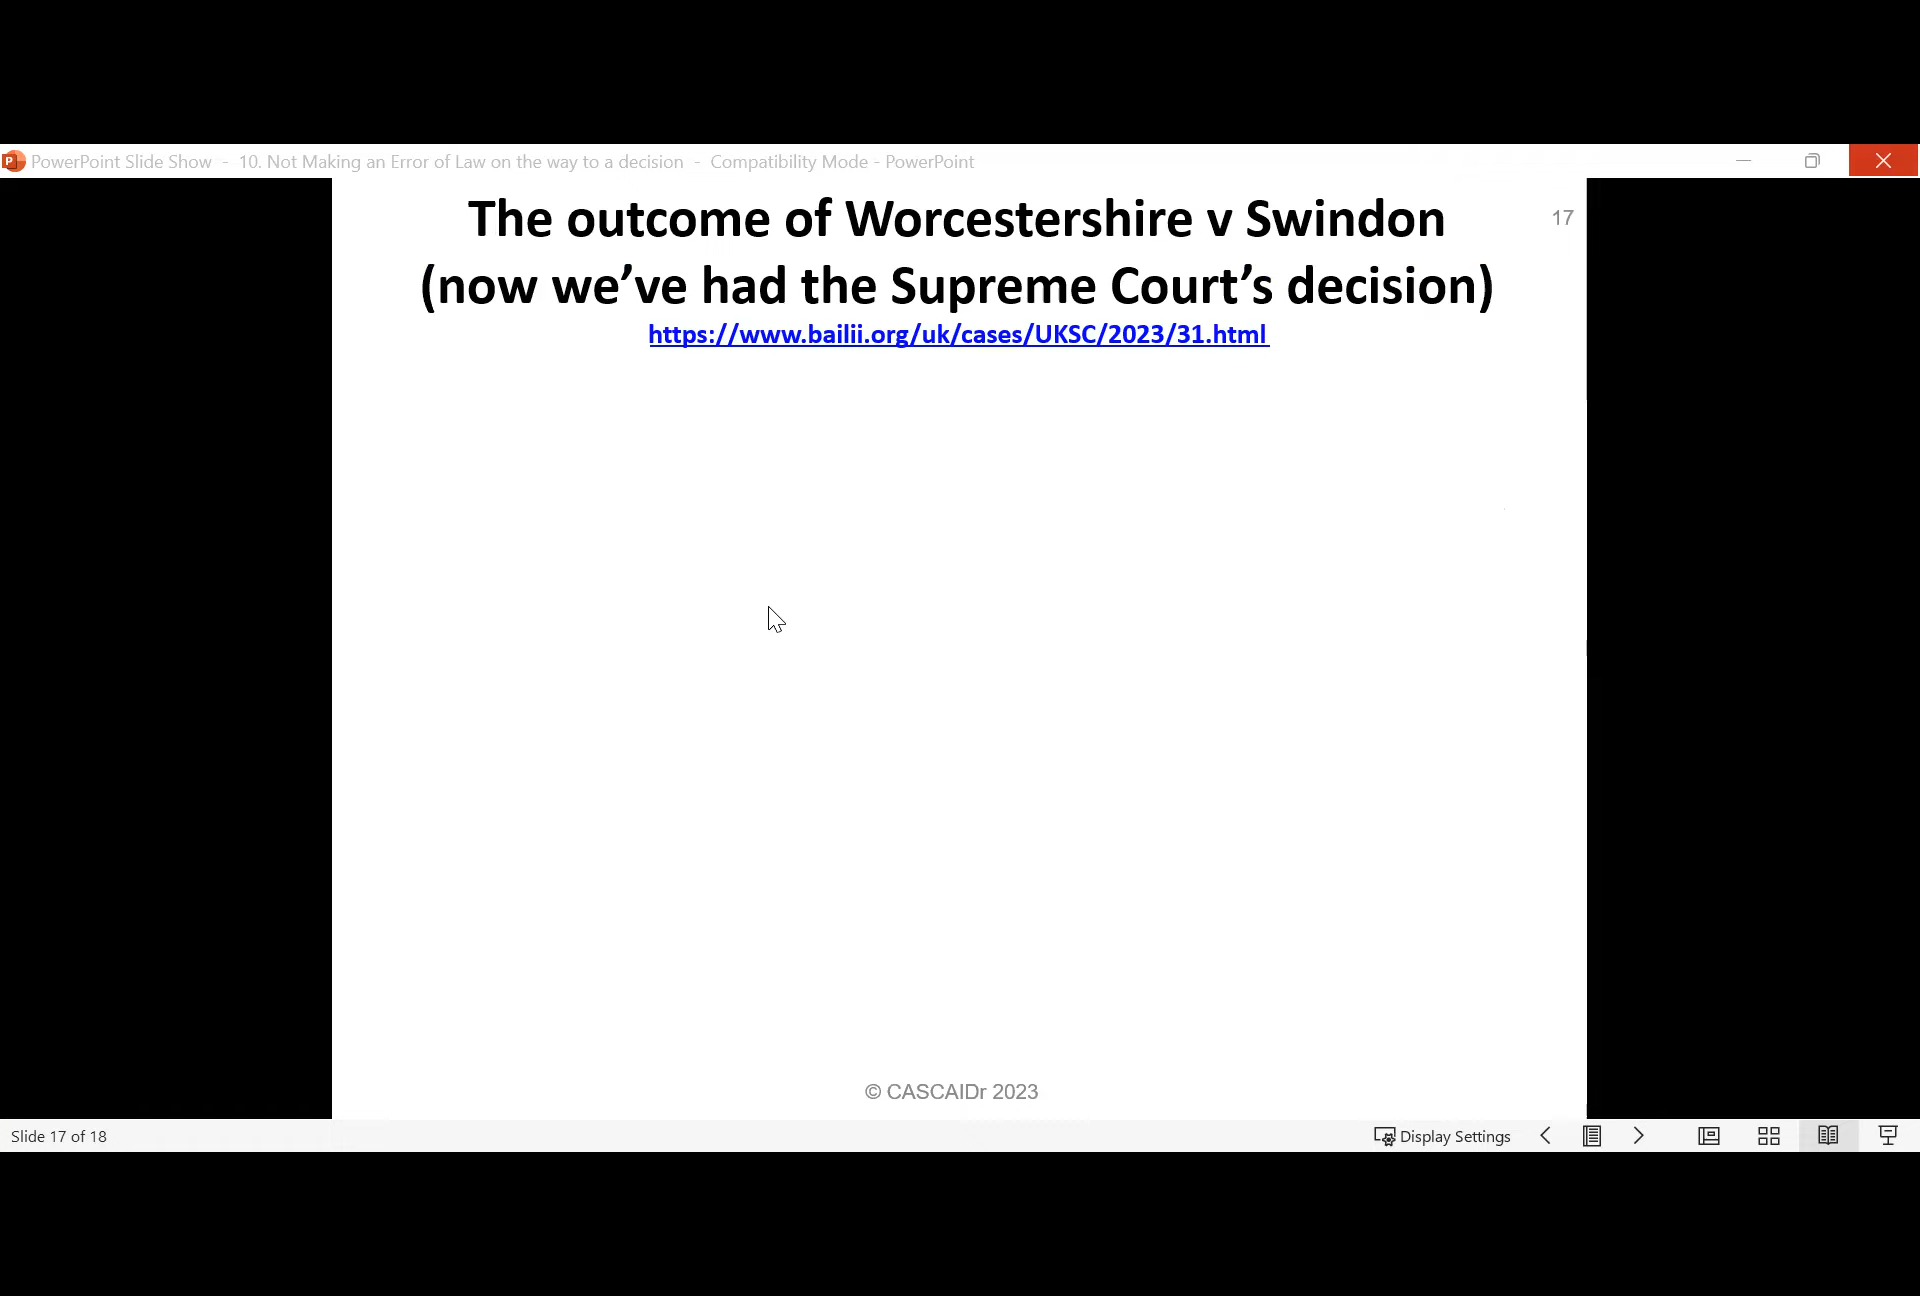 PowerPoint Slide Show - 10. Not Making an Error of Law on the way to a decision - Compatibility Mode - PowerPoint
The outcome of Worcestershire v Swindon
17
(now we’ve had the Supreme Court’s decision)
https://www.bailii.org/uk/cases/UKSC/2023/31.html
© CASCAIDr 2023
Slide 17 of 18
Display Settings